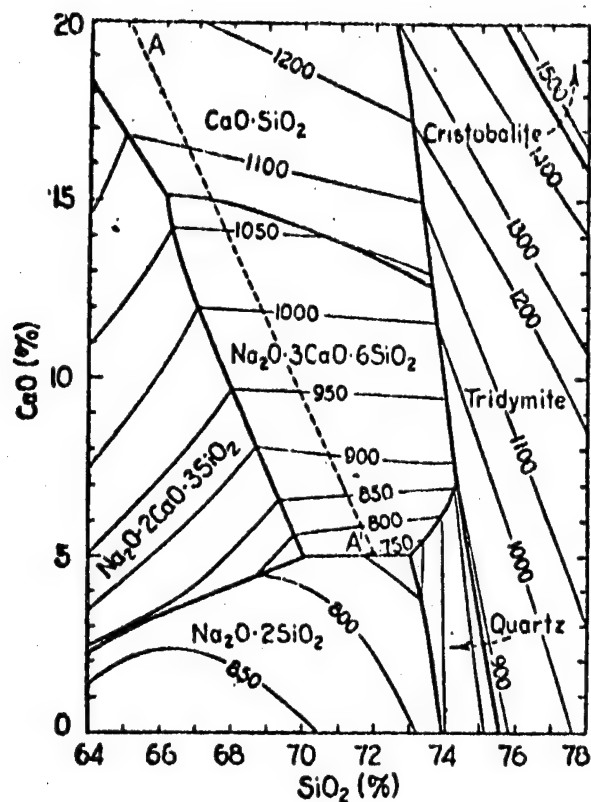 20
A
1200
1500
CaO·SiO₂
Cristobalite
1400
1100
15
1050
1300
1200
1000
CaO (%)
Na₂O·3CaO·6SiO₂
10
950
Tridymite
1100
900
850
Na₂O·2CaO·3SiO₂
800
1000
5
A'
750
Na₂O·2SiO₂
800
Quartz
850
900
0
64 66 68 70 72 74 76 78
SiO₂ (%)